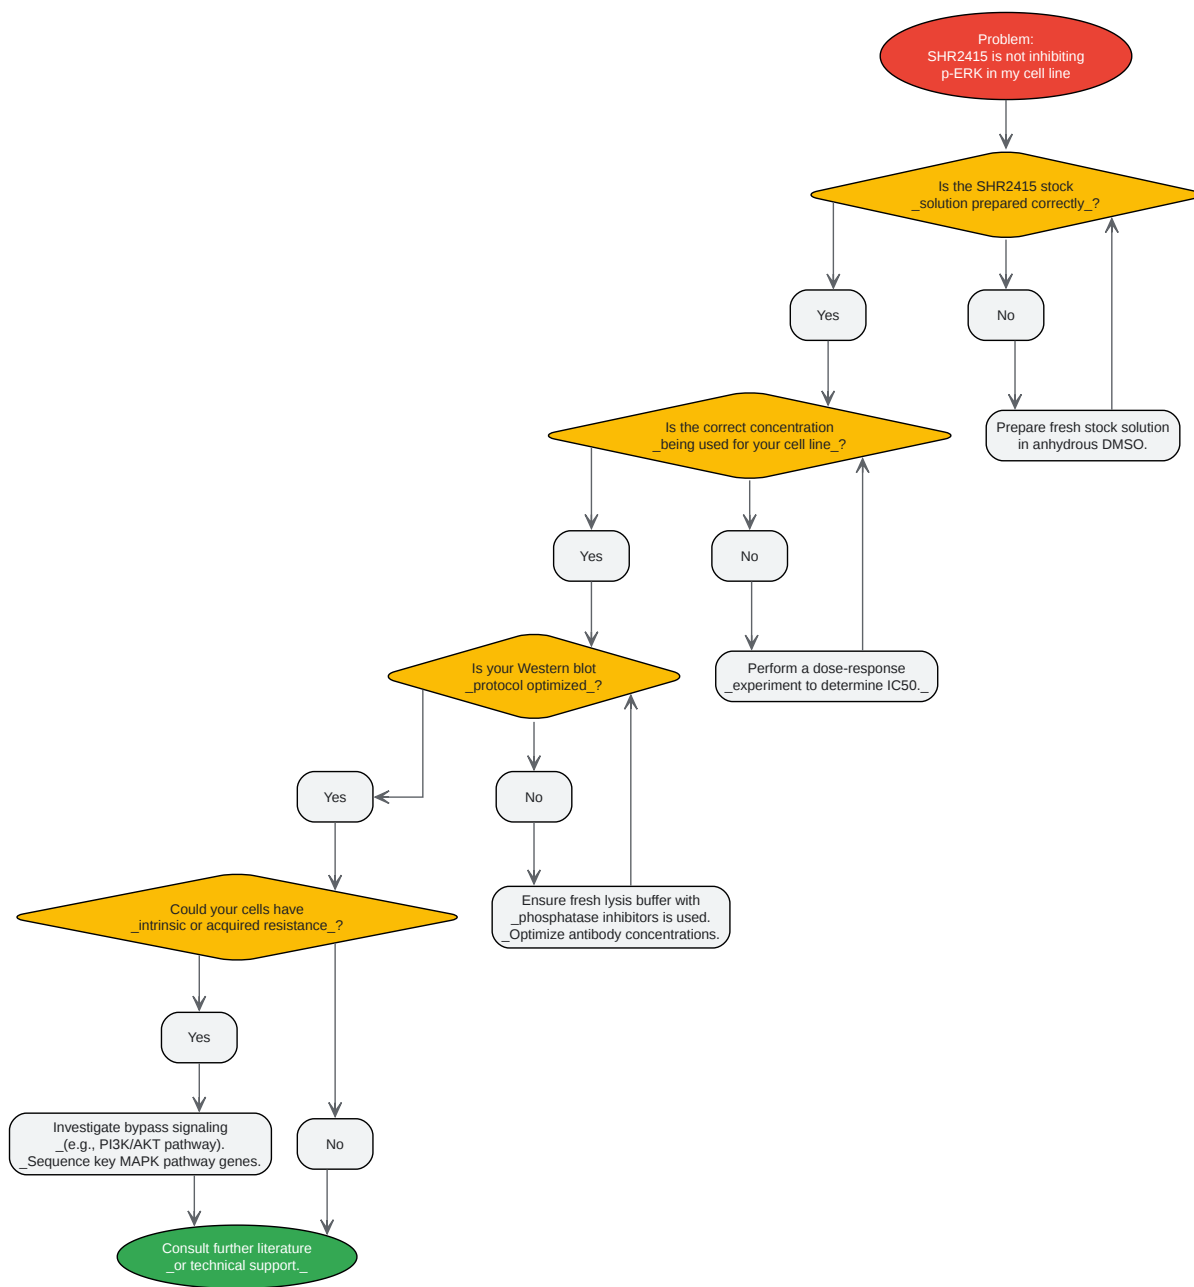 Problem:
SHR2415 is not inhibiting
p-ERK in my cell line
Is the SHR2415 stock
_solution prepared correctly_?
Yes
No
Is the correct concentration
_being used for your cell line_?
Prepare fresh stock solution
in anhydrous DMSO.
Yes
No
Is your Western blot
_protocol optimized_?
Perform a dose-response
_experiment to determine IC50._
Yes
No
Could your cells have
_intrinsic or acquired resistance_?
Ensure fresh lysis buffer with
_phosphatase inhibitors is used.
_Optimize antibody concentrations.
Yes
Investigate bypass signaling
_(e.g., PI3K/AKT pathway).
_Sequence key MAPK pathway genes.
No
Consult further literature
_or technical support._